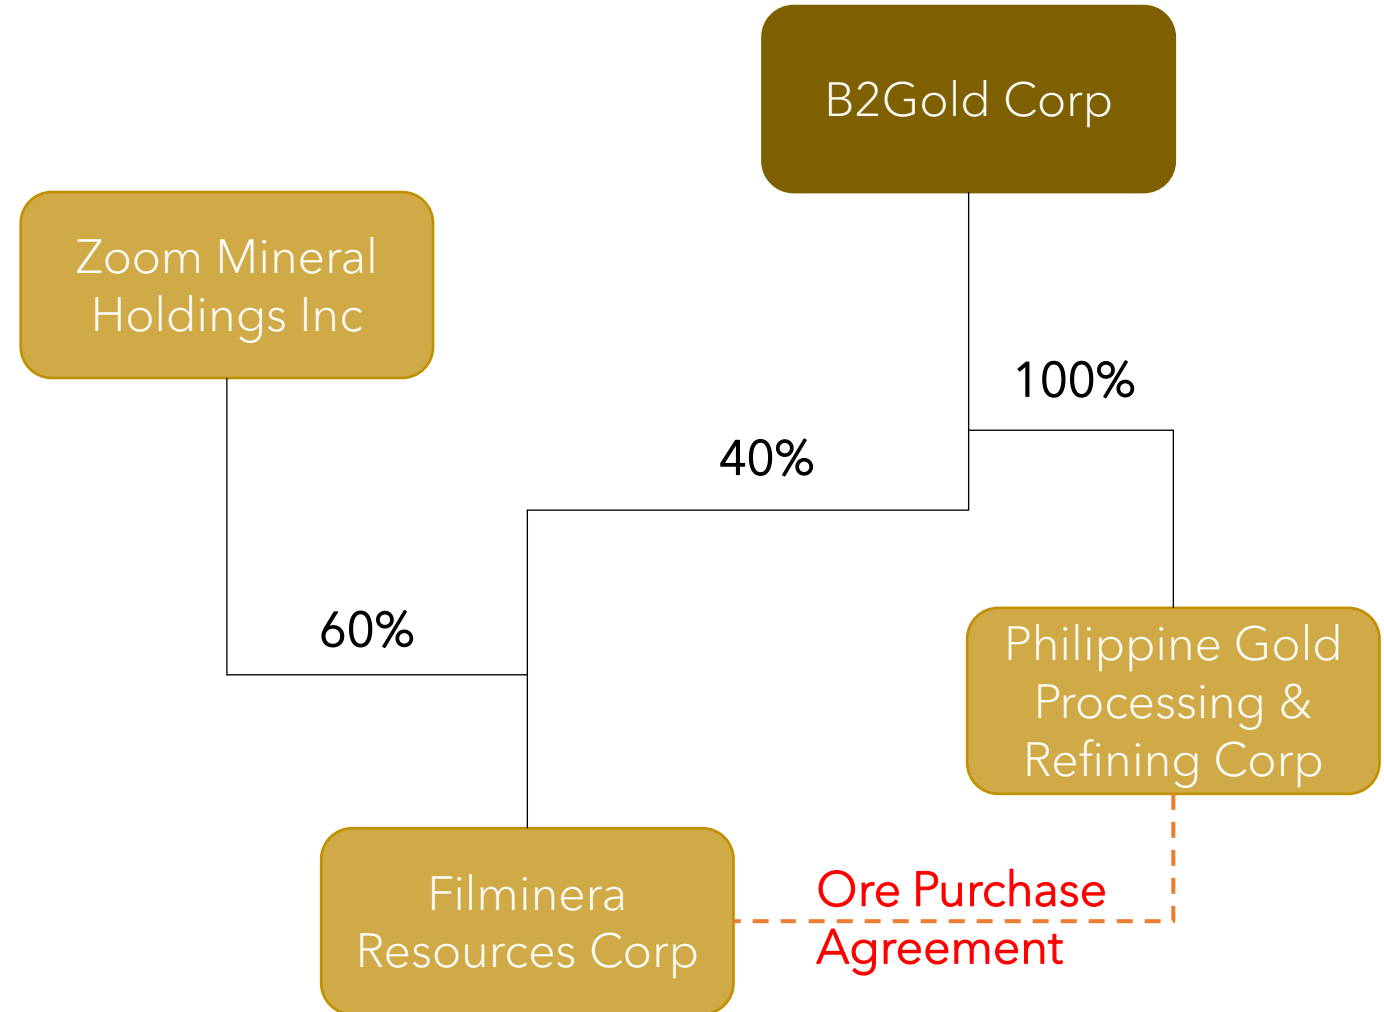 B2Gold Corp
Zoom Mineral
Holdings Inc
100%
40%
60%
Philippine Gold
Processing &
Refining Corp
Filminera
Resources Corp
Ore Purchase
Agreement